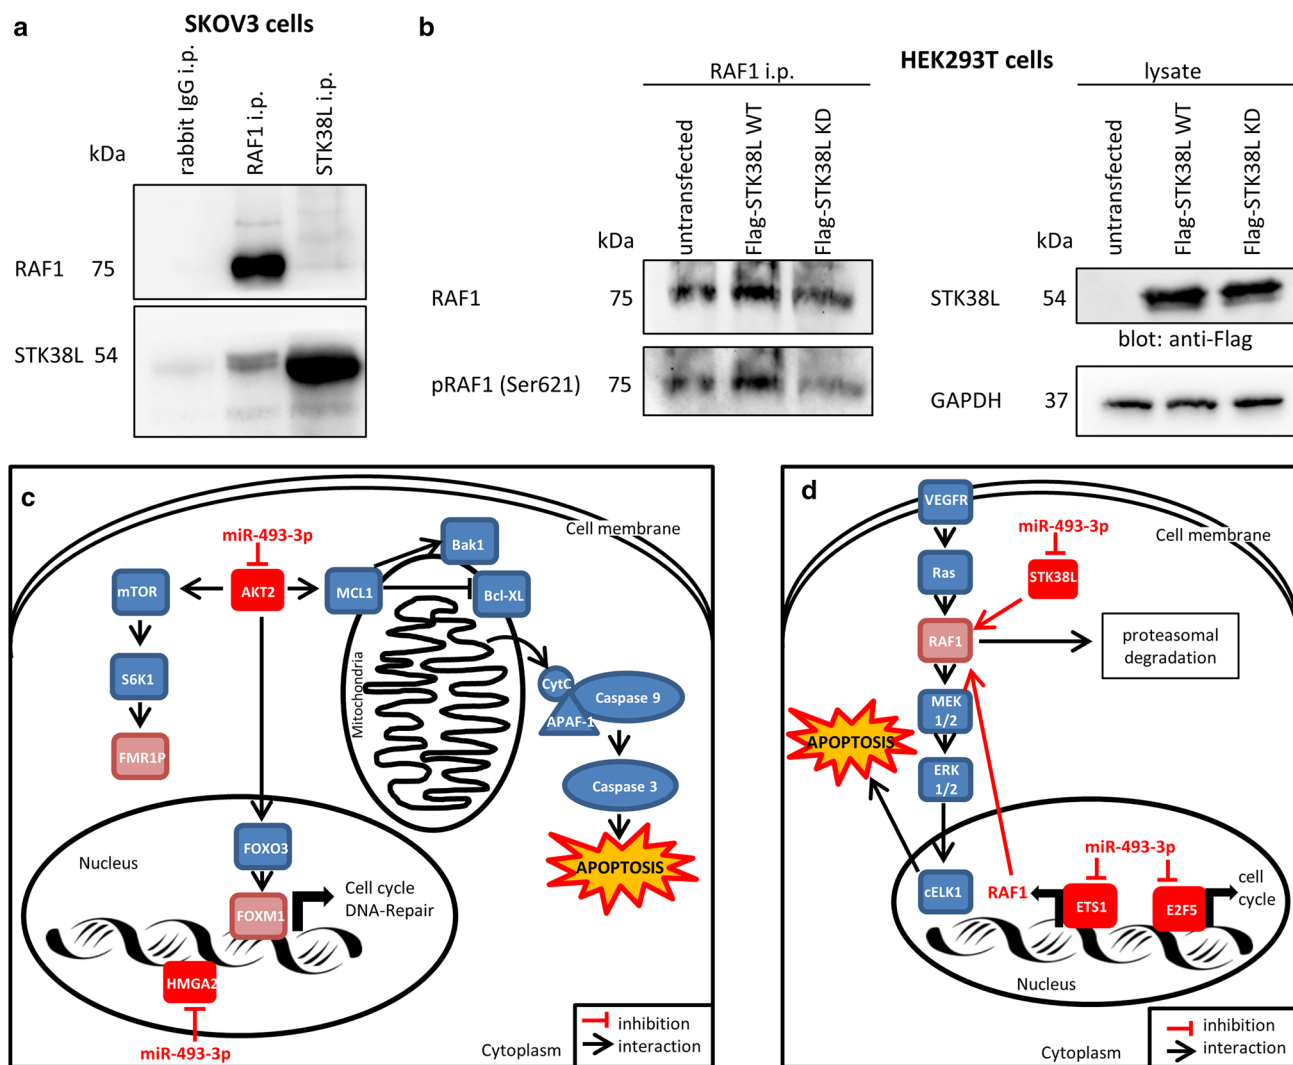 a
SKOV3 cells
kDa
rabbit IgG i.p.
RAF1 i.p.
STK38L i.p.
RAF1 75
STK38L 54
b
HEK293T cells
RAF1 i.p.
kDa
untransfected
Flag-STK38L WT
Flag-STK38L KD
RAF1 75
pRAF1 (Ser621) 75
lysate
kDa
untransfected
Flag-STK38L WT
Flag-STK38L KD
STK38L 54
blot: anti-Flag
GAPDH 37
c
Cell membrane
miR-493-3p
mTOR
AKT2
MCL1
Bak1
Bcl-XL
S6K1
FMR1P
Mitochondria
CytC
APAF-1
Caspase 9
Caspase 3
APOPTOSIS
Nucleus
FOXO3
FOXM1
Cell cycle
DNA-Repair
HMGA2
miR-493-3p
Cytoplasm
inhibition
interaction
d
VEGFR
Cell membrane
miR-493-3p
Ras
STK38L
RAF1
proteasomal
degradation
MEK
1/2
APOPTOSIS
ERK
1/2
miR-493-3p
cELK1
RAF1
ETS1
E2F5
cell
cycle
Nucleus
Cytoplasm
inhibition
interaction